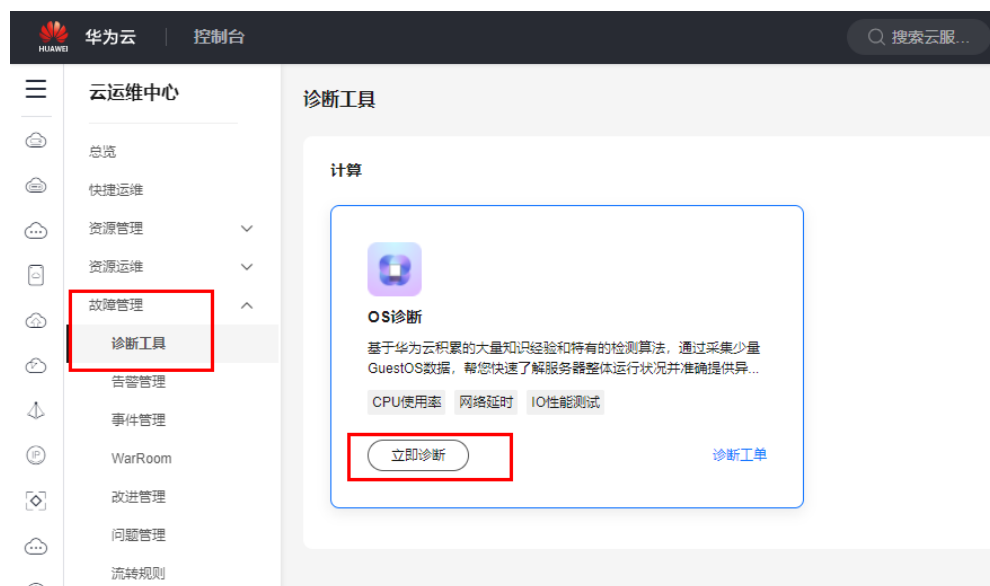 HUAWEI
华为云
控制台
搜索云服...
云运维中心
总览
快捷运维
资源管理
资源运维
故障管理
诊断工具
告警管理
事件管理
WarRoom
改进管理
问题管理
流转规则
诊断工具
计算
OS诊断
基于华为云积累的大量知识经验和特有的检测算法，通过采集少量
GuestOS数据，帮您快速了解服务器整体运行状况并准确提供异...
CPU使用率 网络延时 IO性能测试
立即诊断
诊断工单
IP